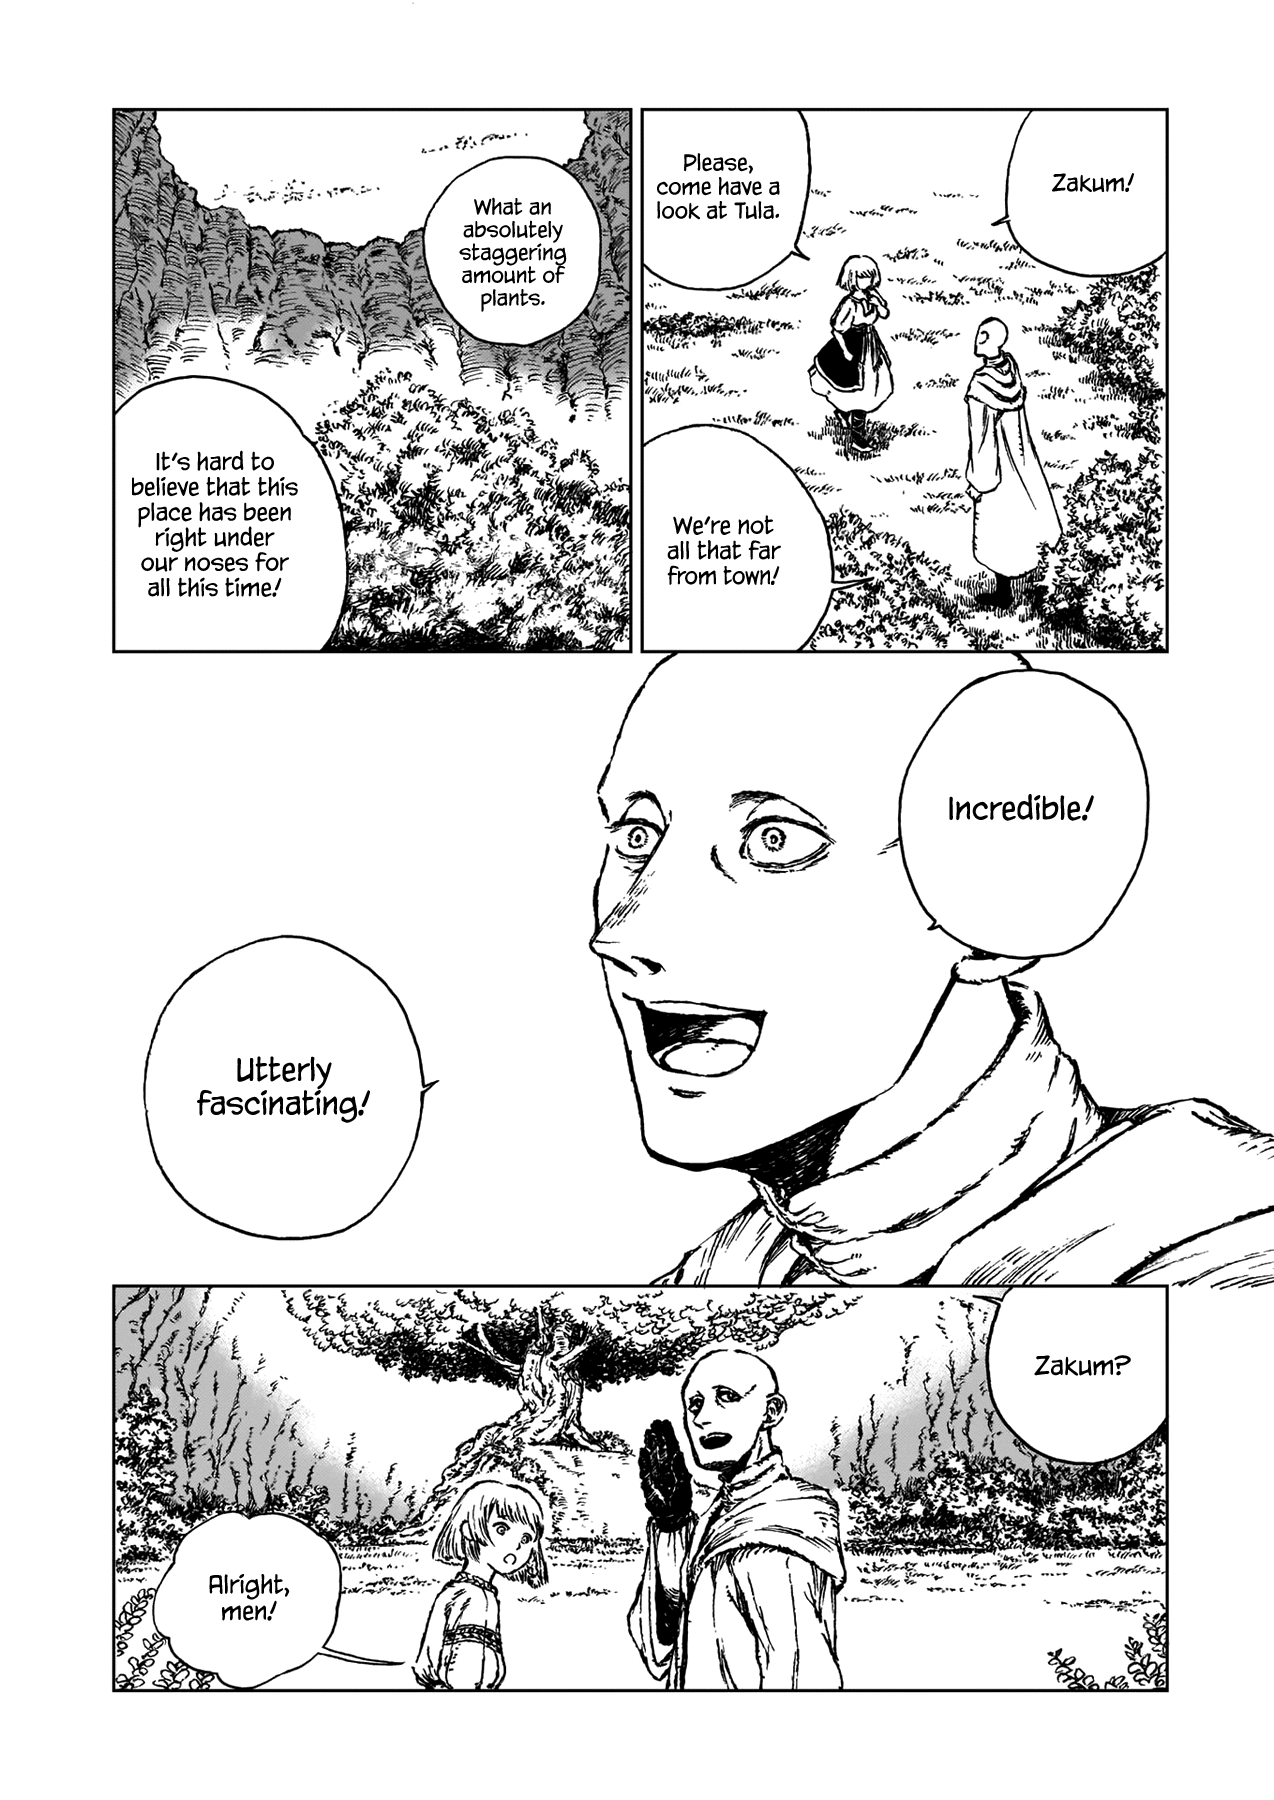 Zakum!
Please,
come have a
look at Tula.
We're not
all that far
from town!
What an
absolutely
staggering
amount of
plants.
It's hard to
believe that this
place has been
right under
our noses for
all this time!
Incredible!
Utterly
fascinating!
Zakum?
Alright,
men!